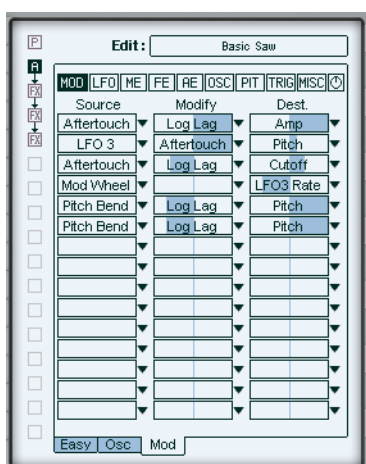 P
Edit: Basic Saw
A
FX
FX
FX
MOD LFO ME FE AE OSC PIT TRIG MISC
Source Modify Dest.
Aftertouch Log Lag Amp
LFO 3 Aftertouch Pitch
Aftertouch Log Lag Cutoff
Mod Wheel LFO3 Rate
Pitch Bend Log Lag Pitch
Pitch Bend Log Lag Pitch
Easy Osc Mod